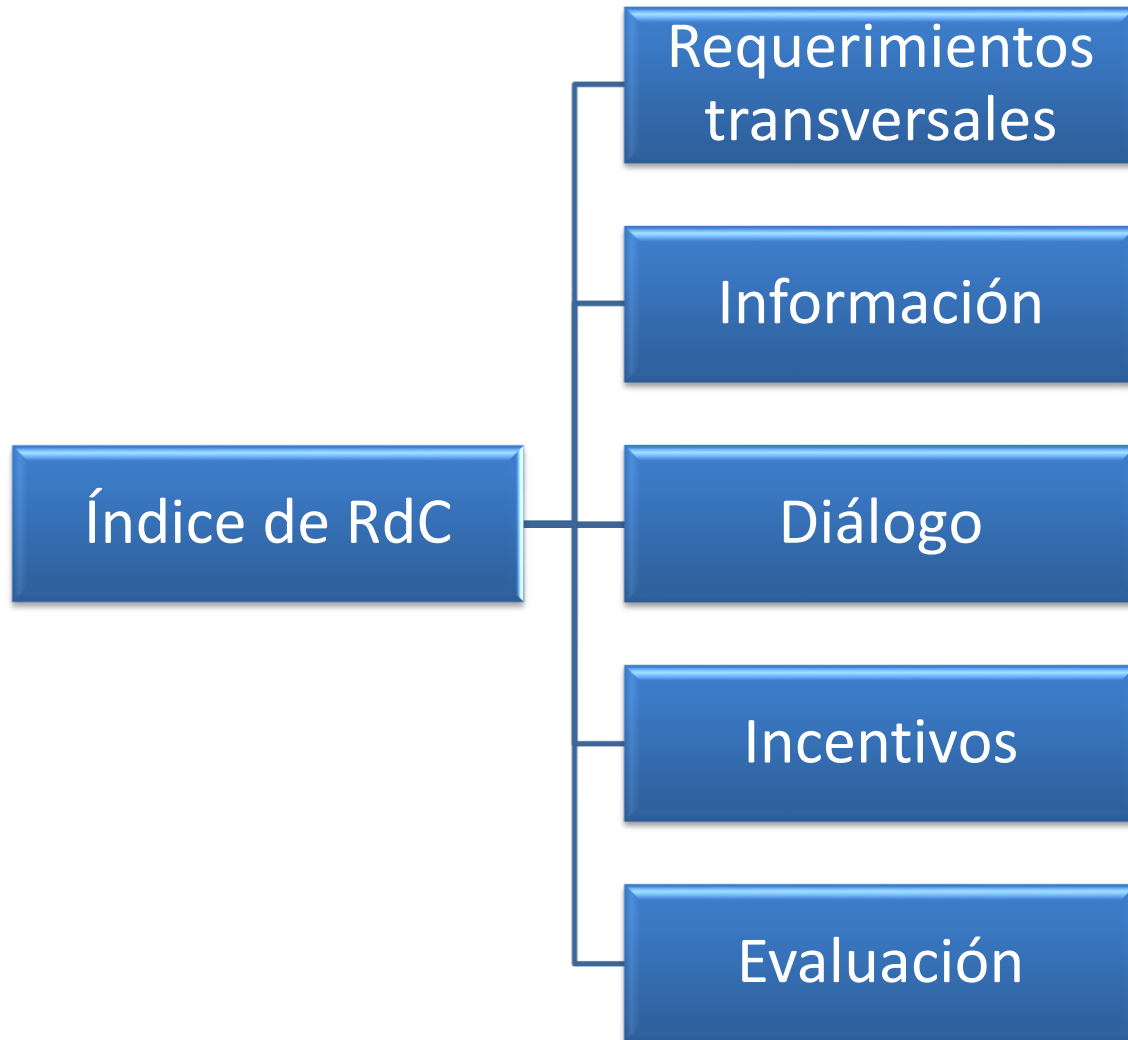 Requerimientos
transversales
Información
Índice de RdC
Diálogo
Incentivos
Evaluación